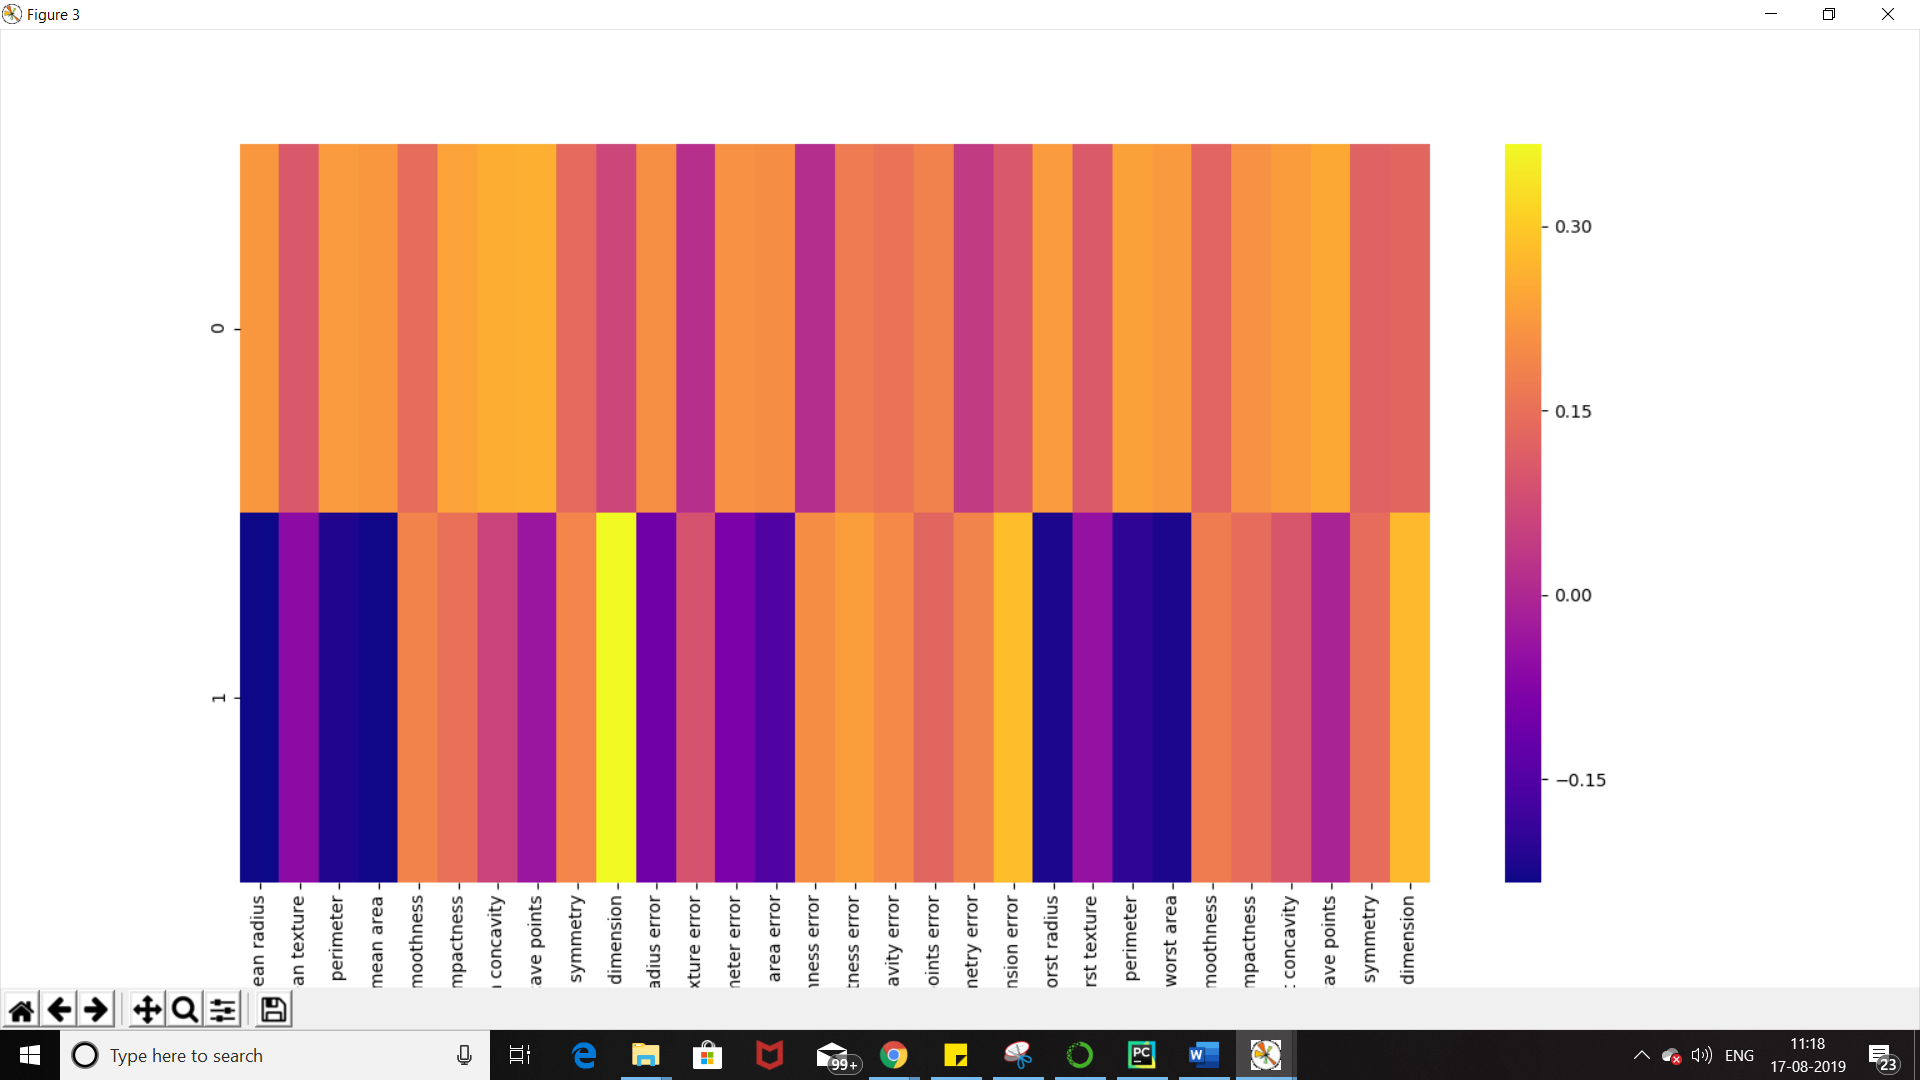 Figure 3
0
1
0.30
0.15
0.00
−0.15
ean radius
an texture
perimeter
mean area
moothness
mpactness
concavity
ave points
symmetry
dimension
adius error
xture error
neter error
area error
nness error
tness error
avity error
oints error
netry error
nsion error
orst radius
rst texture
perimeter
worst area
moothness
mpactness
concavity
ave points
symmetry
dimension
Type here to search
99+
PC
W
ENG
11:18
17-08-2019
23